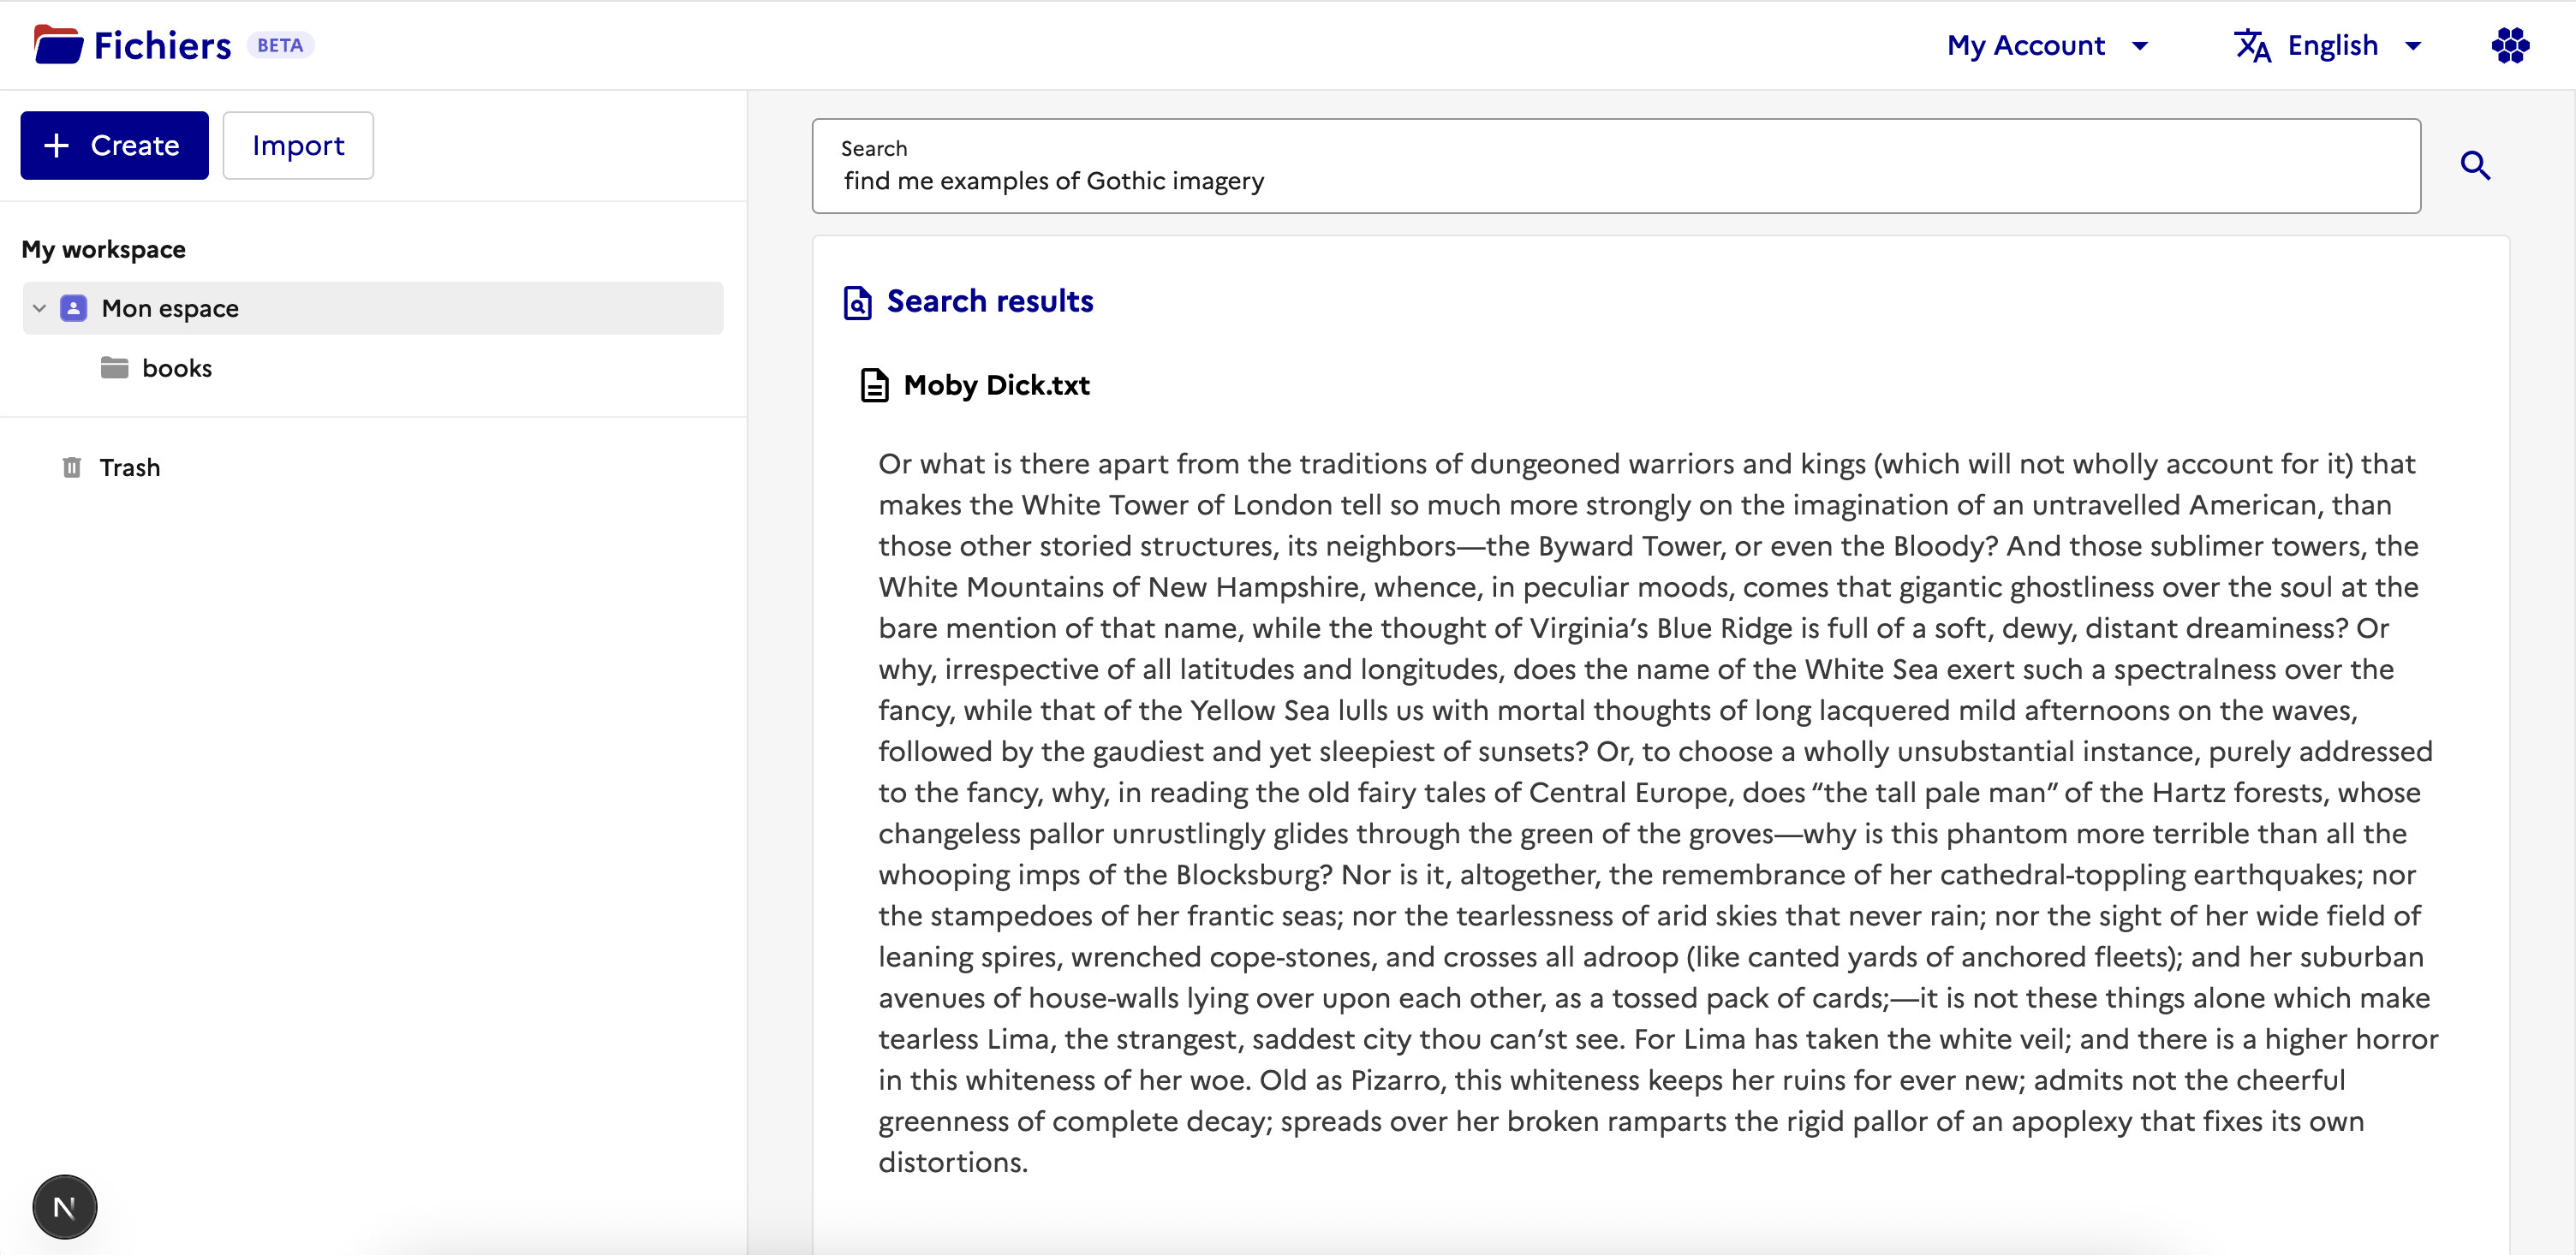 Fichiers BETA
My Account
English
Create
Import
My workspace
Mon espace
books
Trash
N
Search
find me examples of Gothic imagery
Search results
Moby Dick.txt
Or what is there apart from the traditions of dungeoned warriors and kings (which will not wholly account for it) that
makes the White Tower of London tell so much more strongly on the imagination of an untravelled American, than
those other storied structures, its neighbors—the Byward Tower, or even the Bloody? And those sublimer towers, the
White Mountains of New Hampshire, whence, in peculiar moods, comes that gigantic ghostliness over the soul at the
bare mention of that name, while the thought of Virginia’s Blue Ridge is full of a soft, dewy, distant dreaminess? Or
why, irrespective of all latitudes and longitudes, does the name of the White Sea exert such a spectralness over the
fancy, while that of the Yellow Sea lulls us with mortal thoughts of long lacquered mild afternoons on the waves,
followed by the gaudiest and yet sleepiest of sunsets? Or, to choose a wholly unsubstantial instance, purely addressed
to the fancy, why, in reading the old fairy tales of Central Europe, does “the tall pale man” of the Hartz forests, whose
changeless pallor unrustlingly glides through the green of the groves—why is this phantom more terrible than all the
whooping imps of the Blocksburg? Nor is it, altogether, the remembrance of her cathedral-toppling earthquakes; nor
the stampedoes of her frantic seas; nor the tearlessness of arid skies that never rain; nor the sight of her wide field of
leaning spires, wrenched cope-stones, and crosses all adroop (like canted yards of anchored fleets); and her suburban
avenues of house-walls lying over upon each other, as a tossed pack of cards;—it is not these things alone which make
tearless Lima, the strangest, saddest city thou can’st see. For Lima has taken the white veil; and there is a higher horror
in this whiteness of her woe. Old as Pizarro, this whiteness keeps her ruins for ever new; admits not the cheerful
greenness of complete decay; spreads over her broken ramparts the rigid pallor of an apoplexy that fixes its own
distortions.